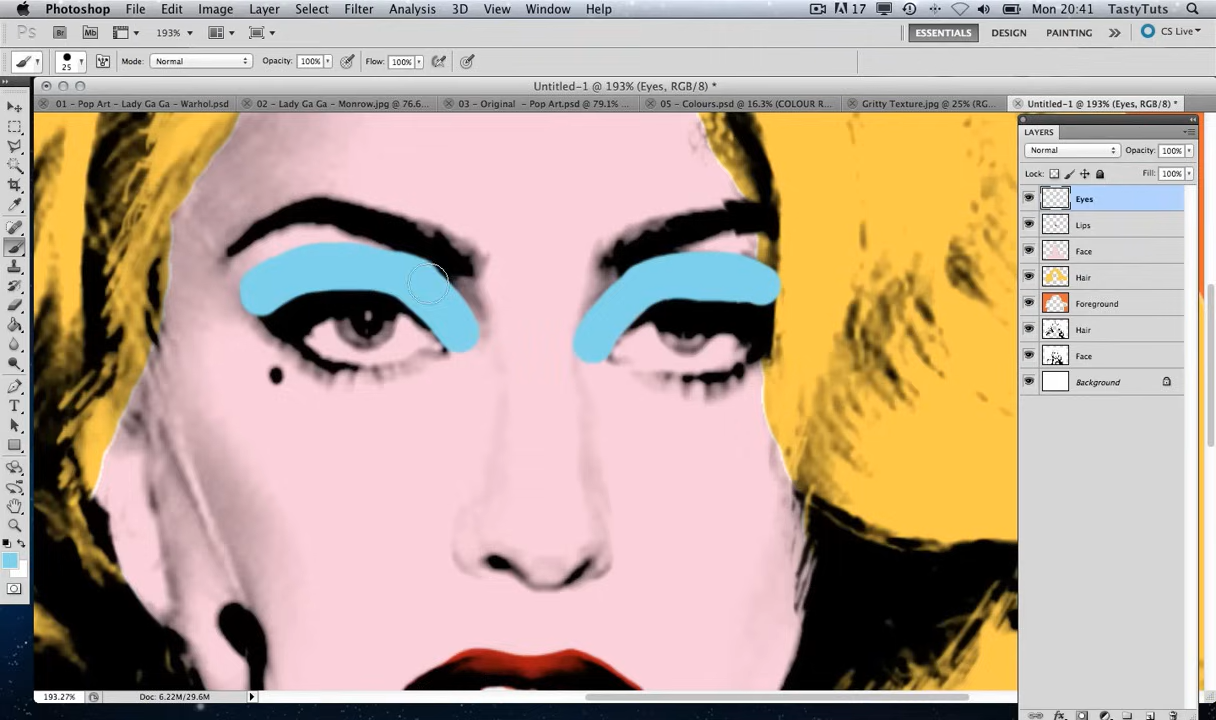 Photoshop File Edit Image Layer Select Filter Analysis 3D View Window Help 17 Mon 20:41 TastyTuts
Ps Br Mb 193% ESSENTIALS DESIGN PAINTING >> CS Live
25 Mode: Normal Opacity: 100% Flow: 100%
Untitled-1 @ 193% (Eyes, RGB/8) *
01 - Pop Art - Lady Ga Ga - Warhol.psd 02 - Lady Ga Ga - Monrow.jpg @ 76.6... 03 - Original - Pop Art.psd @ 79.1% ... 05 - Colours.psd @ 16.3% (COLOUR R... Gritty Texture.jpg @ 25% (RG... Untitled-1 @ 193% (Eyes, RGB/8) *
LAYERS
Normal Opacity: 100%
Lock: Fill: 100%
Eyes
Lips
Face
Hair
Foreground
Hair
Face
Background
193.27% Doc: 6.22M/29.6M